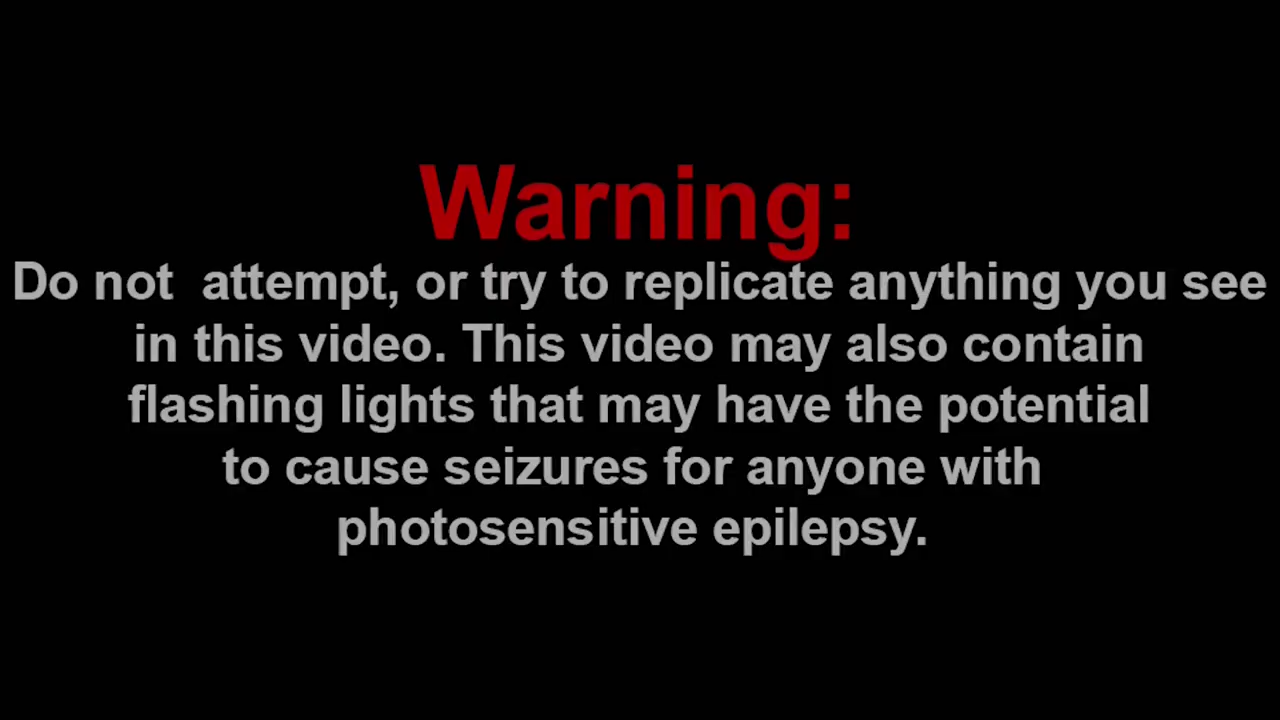 Warning:
Do not  attempt, or try to replicate anything you see
in this video. This video may also contain
flashing lights that may have the potential
to cause seizures for anyone with
photosensitive epilepsy.